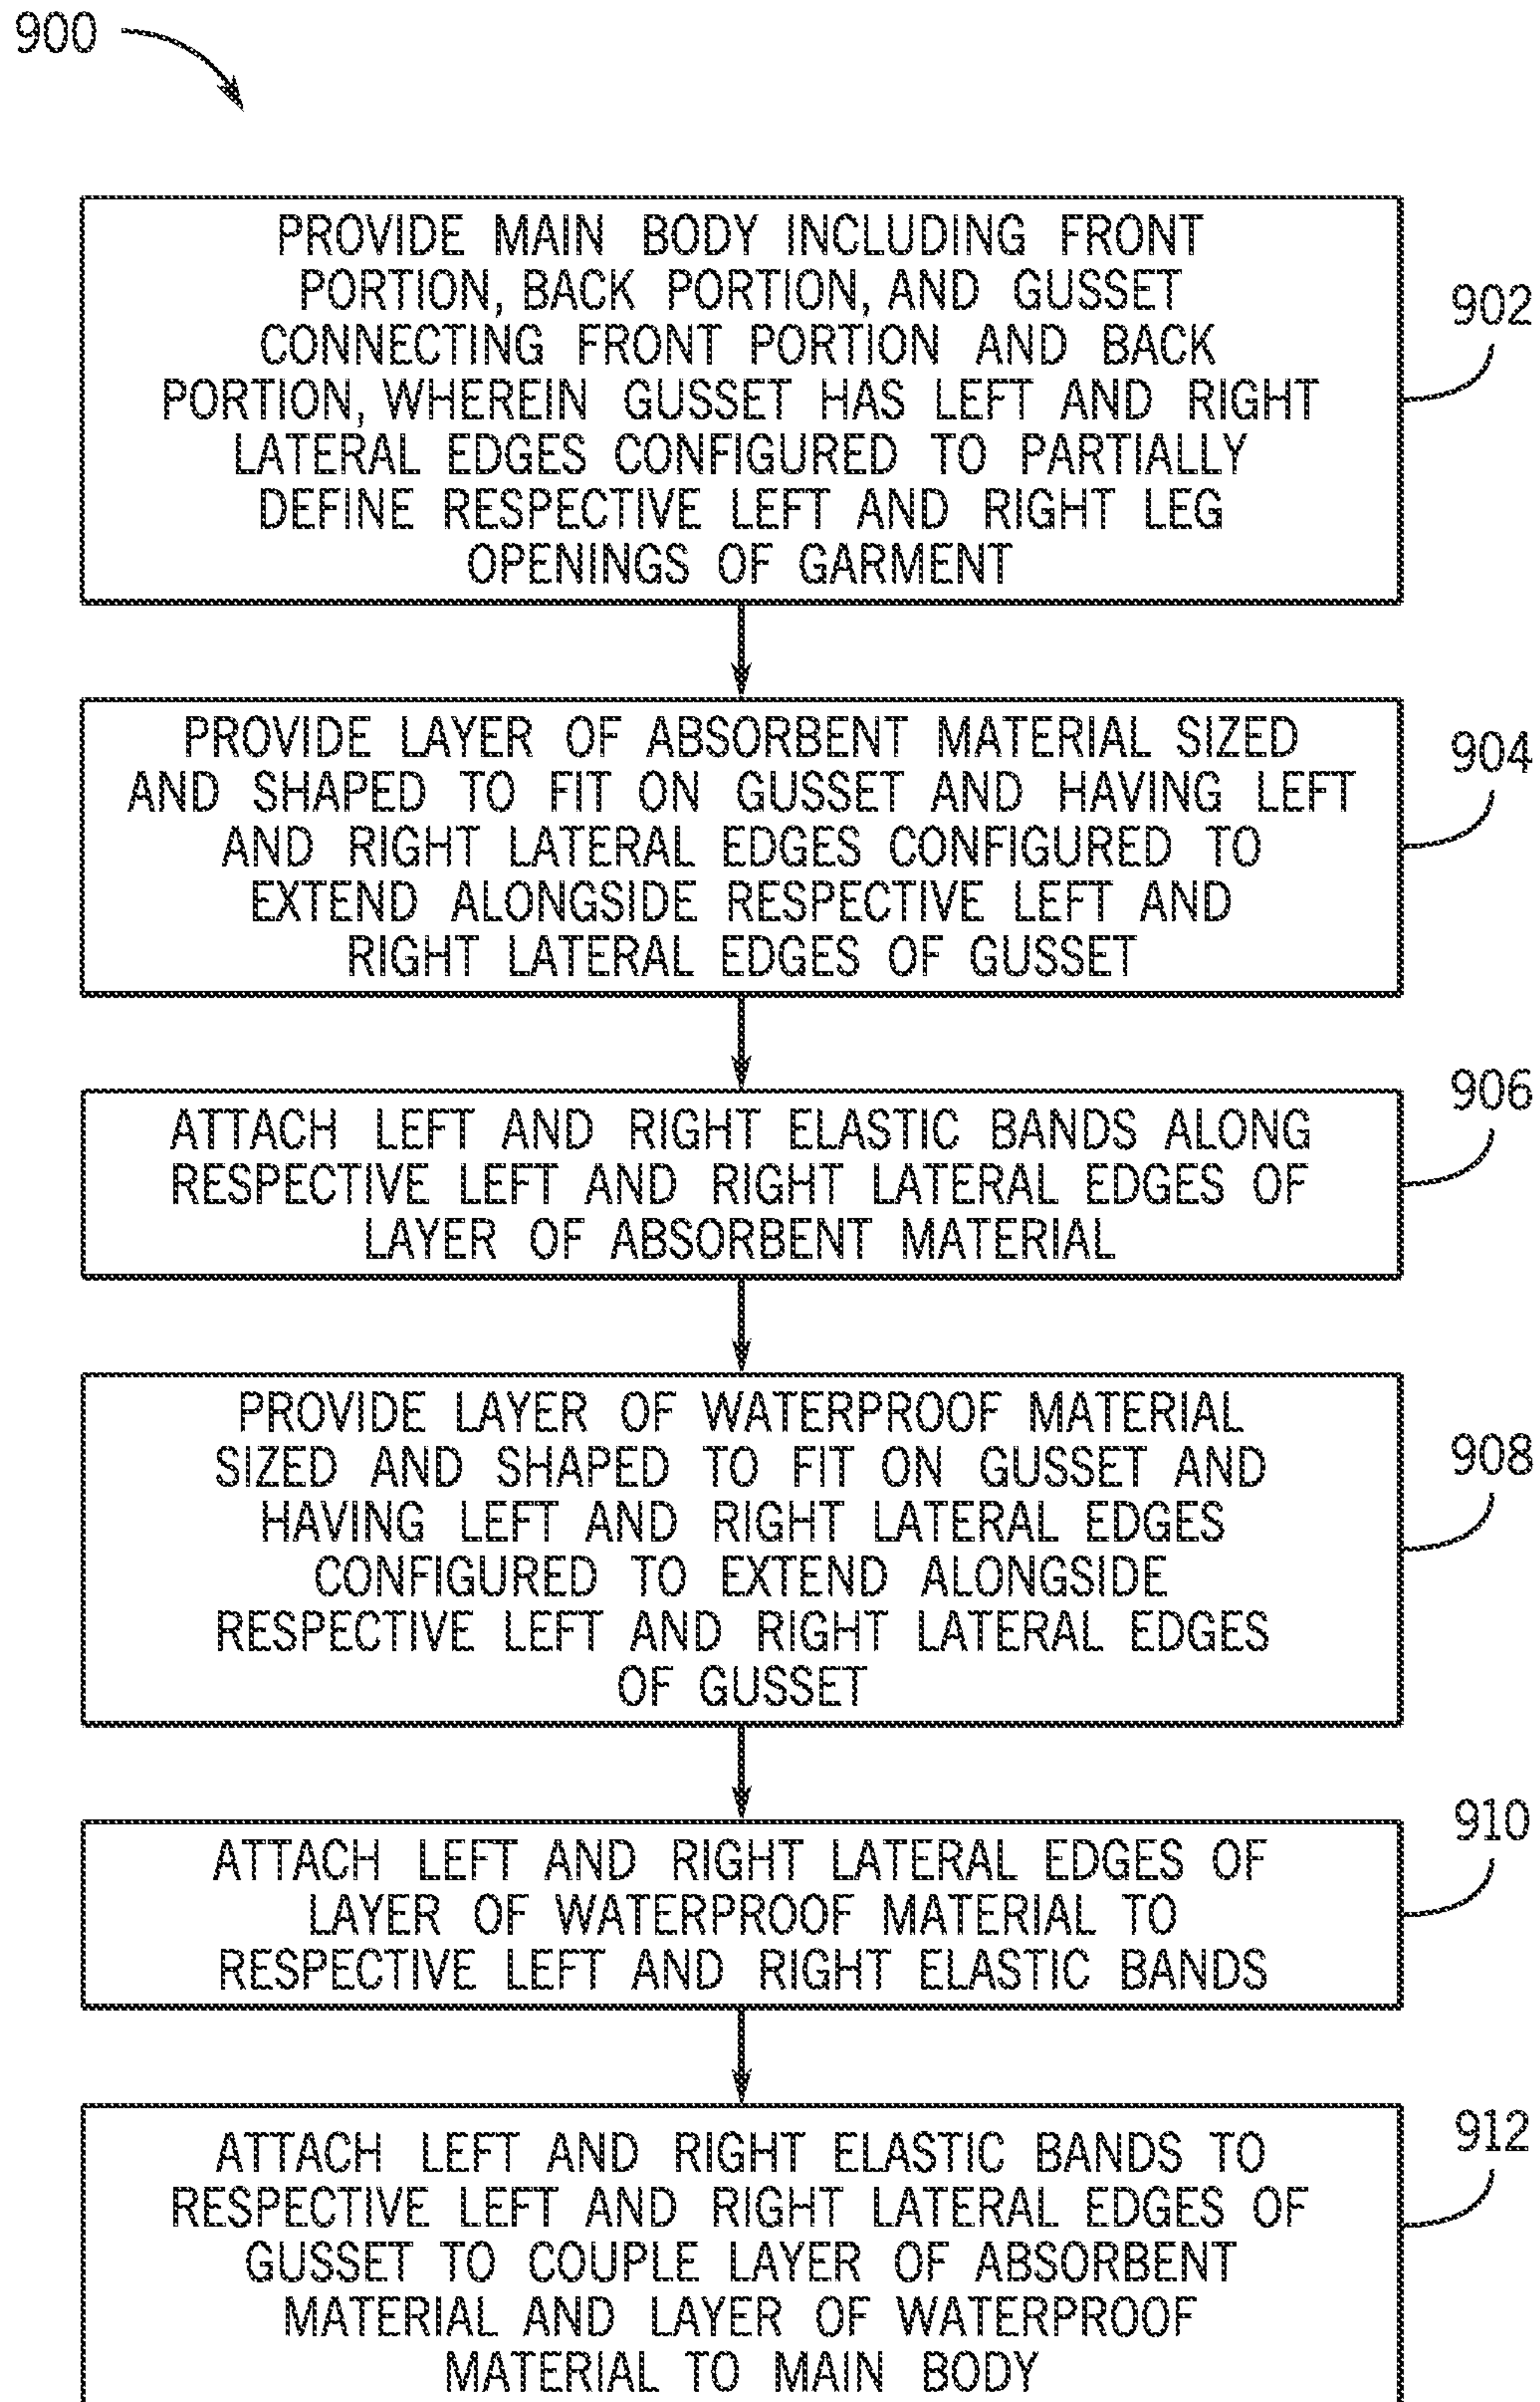 900
PROVIDE MAIN BODY INCLUDING FRONT
PORTION, BACK PORTION, AND GUSSET
CONNECTING FRONT PORTION AND BACK
PORTION, WHEREIN GUSSET HAS LEFT AND RIGHT
LATERAL EDGES CONFIGURED TO PARTIALLY
DEFINE RESPECTIVE LEFT AND RIGHT LEG
OPENINGS OF GARMENT
902
PROVIDE LAYER OF ABSORBENT MATERIAL SIZED
AND SHAPED TO FIT ON GUSSET AND HAVING LEFT
AND RIGHT LATERAL EDGES CONFIGURED TO
EXTEND ALONGSIDE RESPECTIVE LEFT AND
RIGHT LATERAL EDGES OF GUSSET
904
ATTACH LEFT AND RIGHT ELASTIC BANDS ALONG
RESPECTIVE LEFT AND RIGHT LATERAL EDGES OF
LAYER OF ABSORBENT MATERIAL
906
PROVIDE LAYER OF WATERPROOF MATERIAL
SIZED AND SHAPED TO FIT ON GUSSET AND
HAVING LEFT AND RIGHT LATERAL EDGES
CONFIGURED TO EXTEND ALONGSIDE
RESPECTIVE LEFT AND RIGHT LATERAL EDGES
OF GUSSET
908
ATTACH LEFT AND RIGHT LATERAL EDGES OF
LAYER OF WATERPROOF MATERIAL TO
RESPECTIVE LEFT AND RIGHT ELASTIC BANDS
910
ATTACH LEFT AND RIGHT ELASTIC BANDS TO
RESPECTIVE LEFT AND RIGHT LATERAL EDGES OF
GUSSET TO COUPLE LAYER OF ABSORBENT
MATERIAL AND LAYER OF WATERPROOF
MATERIAL TO MAIN BODY
912